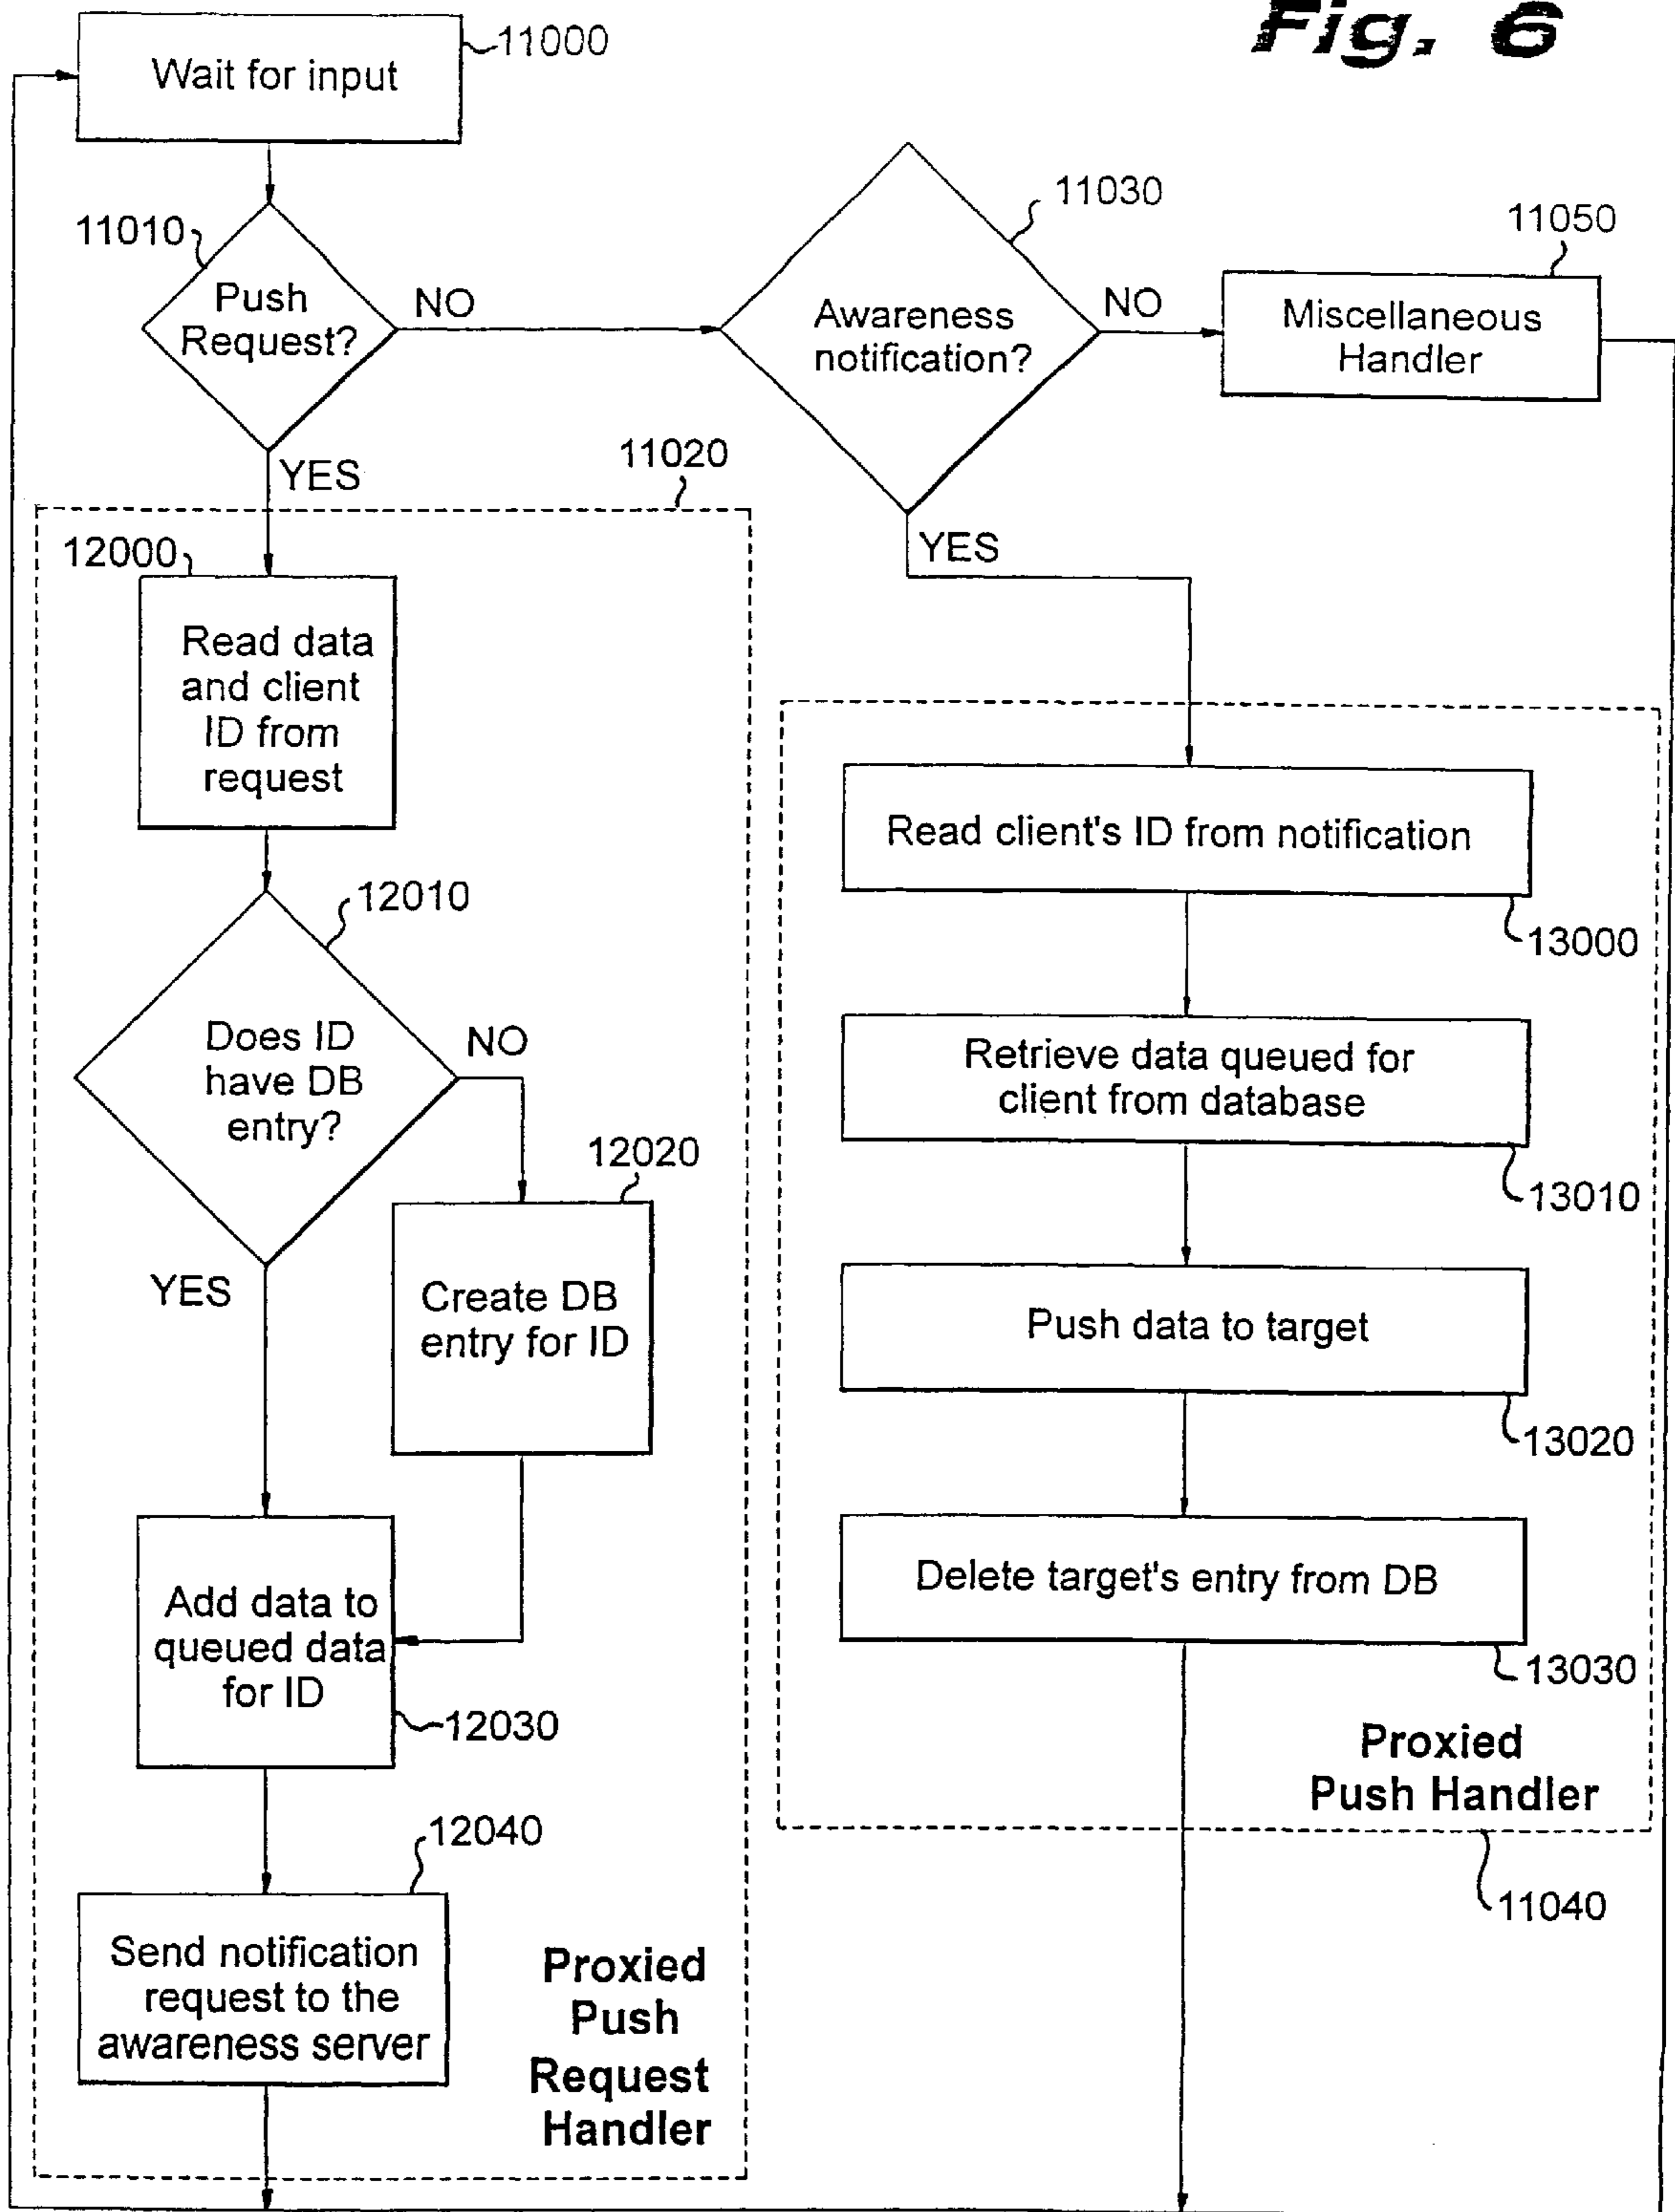 Fig. 6
11000
Wait for input
11010
Push
Request?
NO
YES
11030
Awareness
notification?
NO
YES
11050
Miscellaneous
Handler
11020
12000
Read data
and client
ID from
request
12010
Does ID
have DB
entry?
NO
YES
12020
Create DB
entry for ID
Add data to
queued data
for ID
12030
12040
Send notification
request to the
awareness server
Proxied
Push
Request
Handler
Read client's ID from notification
13000
Retrieve data queued for
client from database
13010
Push data to target
13020
Delete target's entry from DB
13030
Proxied
Push Handler
11040